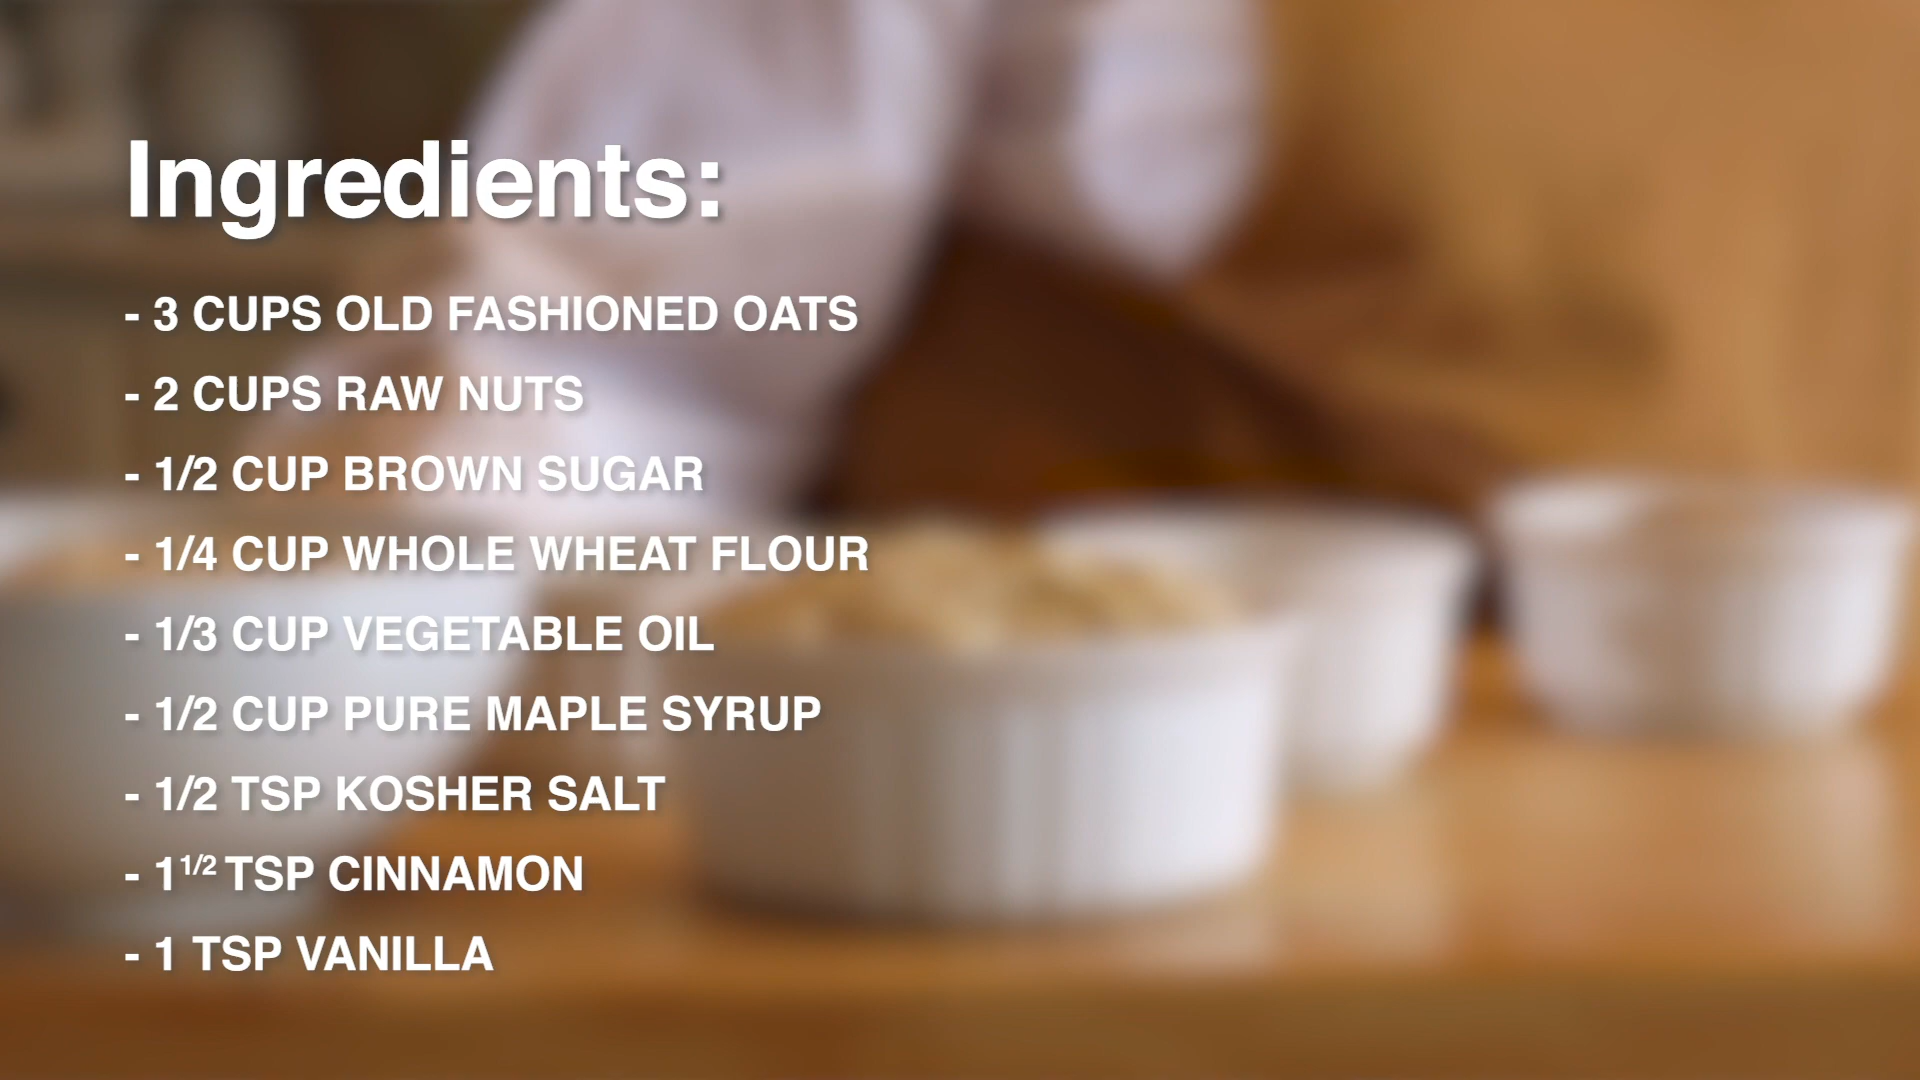 Ingredients:
- 3 CUPS OLD FASHIONED OATS
- 2 CUPS RAW NUTS
- 1/2 CUP BROWN SUGAR
- 1/4 CUP WHOLE WHEAT FLOUR
- 1/3 CUP VEGETABLE OIL
- 1/2 CUP PURE MAPLE SYRUP
- 1/2 TSP KOSHER SALT
- 1 1/2 TSP CINNAMON
- 1 TSP VANILLA